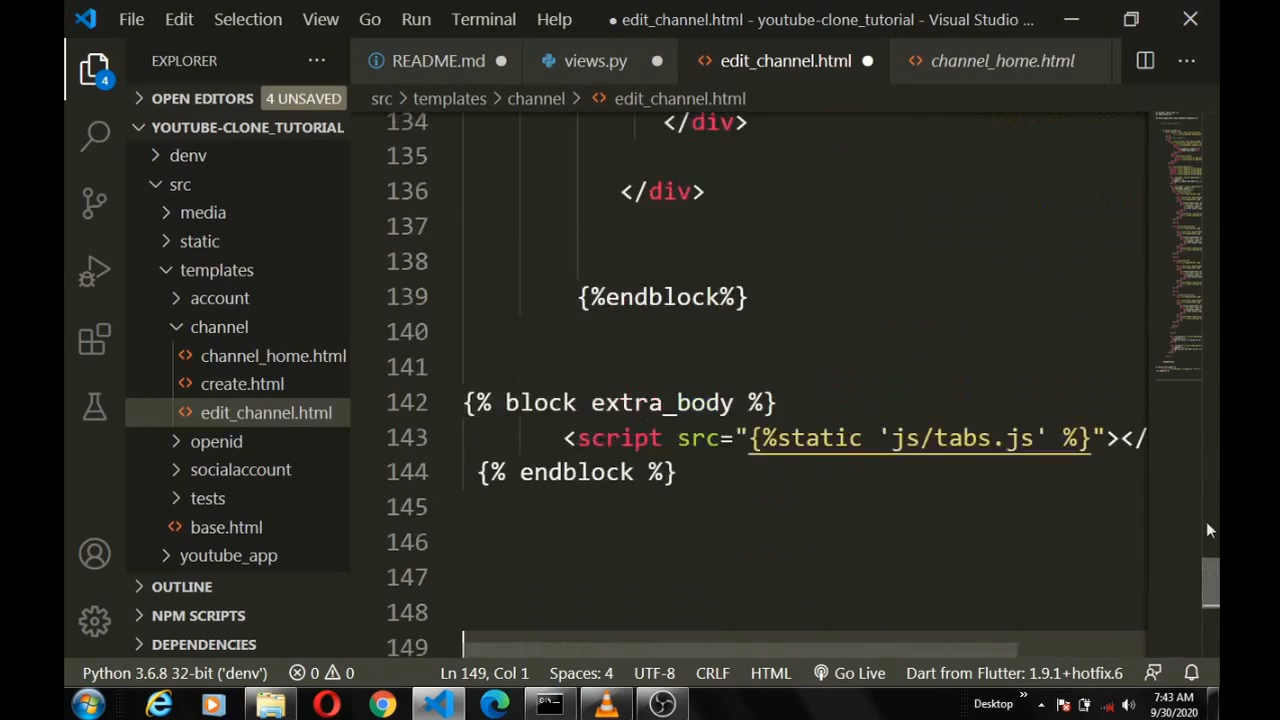 File Edit Selection View Go Run Terminal Help ● edit_channel.html - youtube-clone_tutorial - Visual Studio ...
EXPLORER ··· README.md views.py edit_channel.html channel_home.html ···
4
OPEN EDITORS 4 UNSAVED
src > templates > channel > edit_channel.html
YOUTUBE-CLONE_TUTORIAL
denv
src
media
static
templates
account
channel
channel_home.html
create.html
edit_channel.html
openid
socialaccount
tests
base.html
youtube_app
OUTLINE
NPM SCRIPTS
DEPENDENCIES
134 </div>
135
136 </div>
137
138
139 {%endblock%}
140
141
142 {% block extra_body %}
143 <script src="{%static 'js/tabs.js' %}"></
144 {% endblock %}
145
146
147
148
149
Python 3.6.8 32-bit ('denv') 0 0 Ln 149, Col 1 Spaces: 4 UTF-8 CRLF HTML Go Live Dart from Flutter: 1.9.1+hotfix.6
Desktop » 7:43 AM
9/30/2020